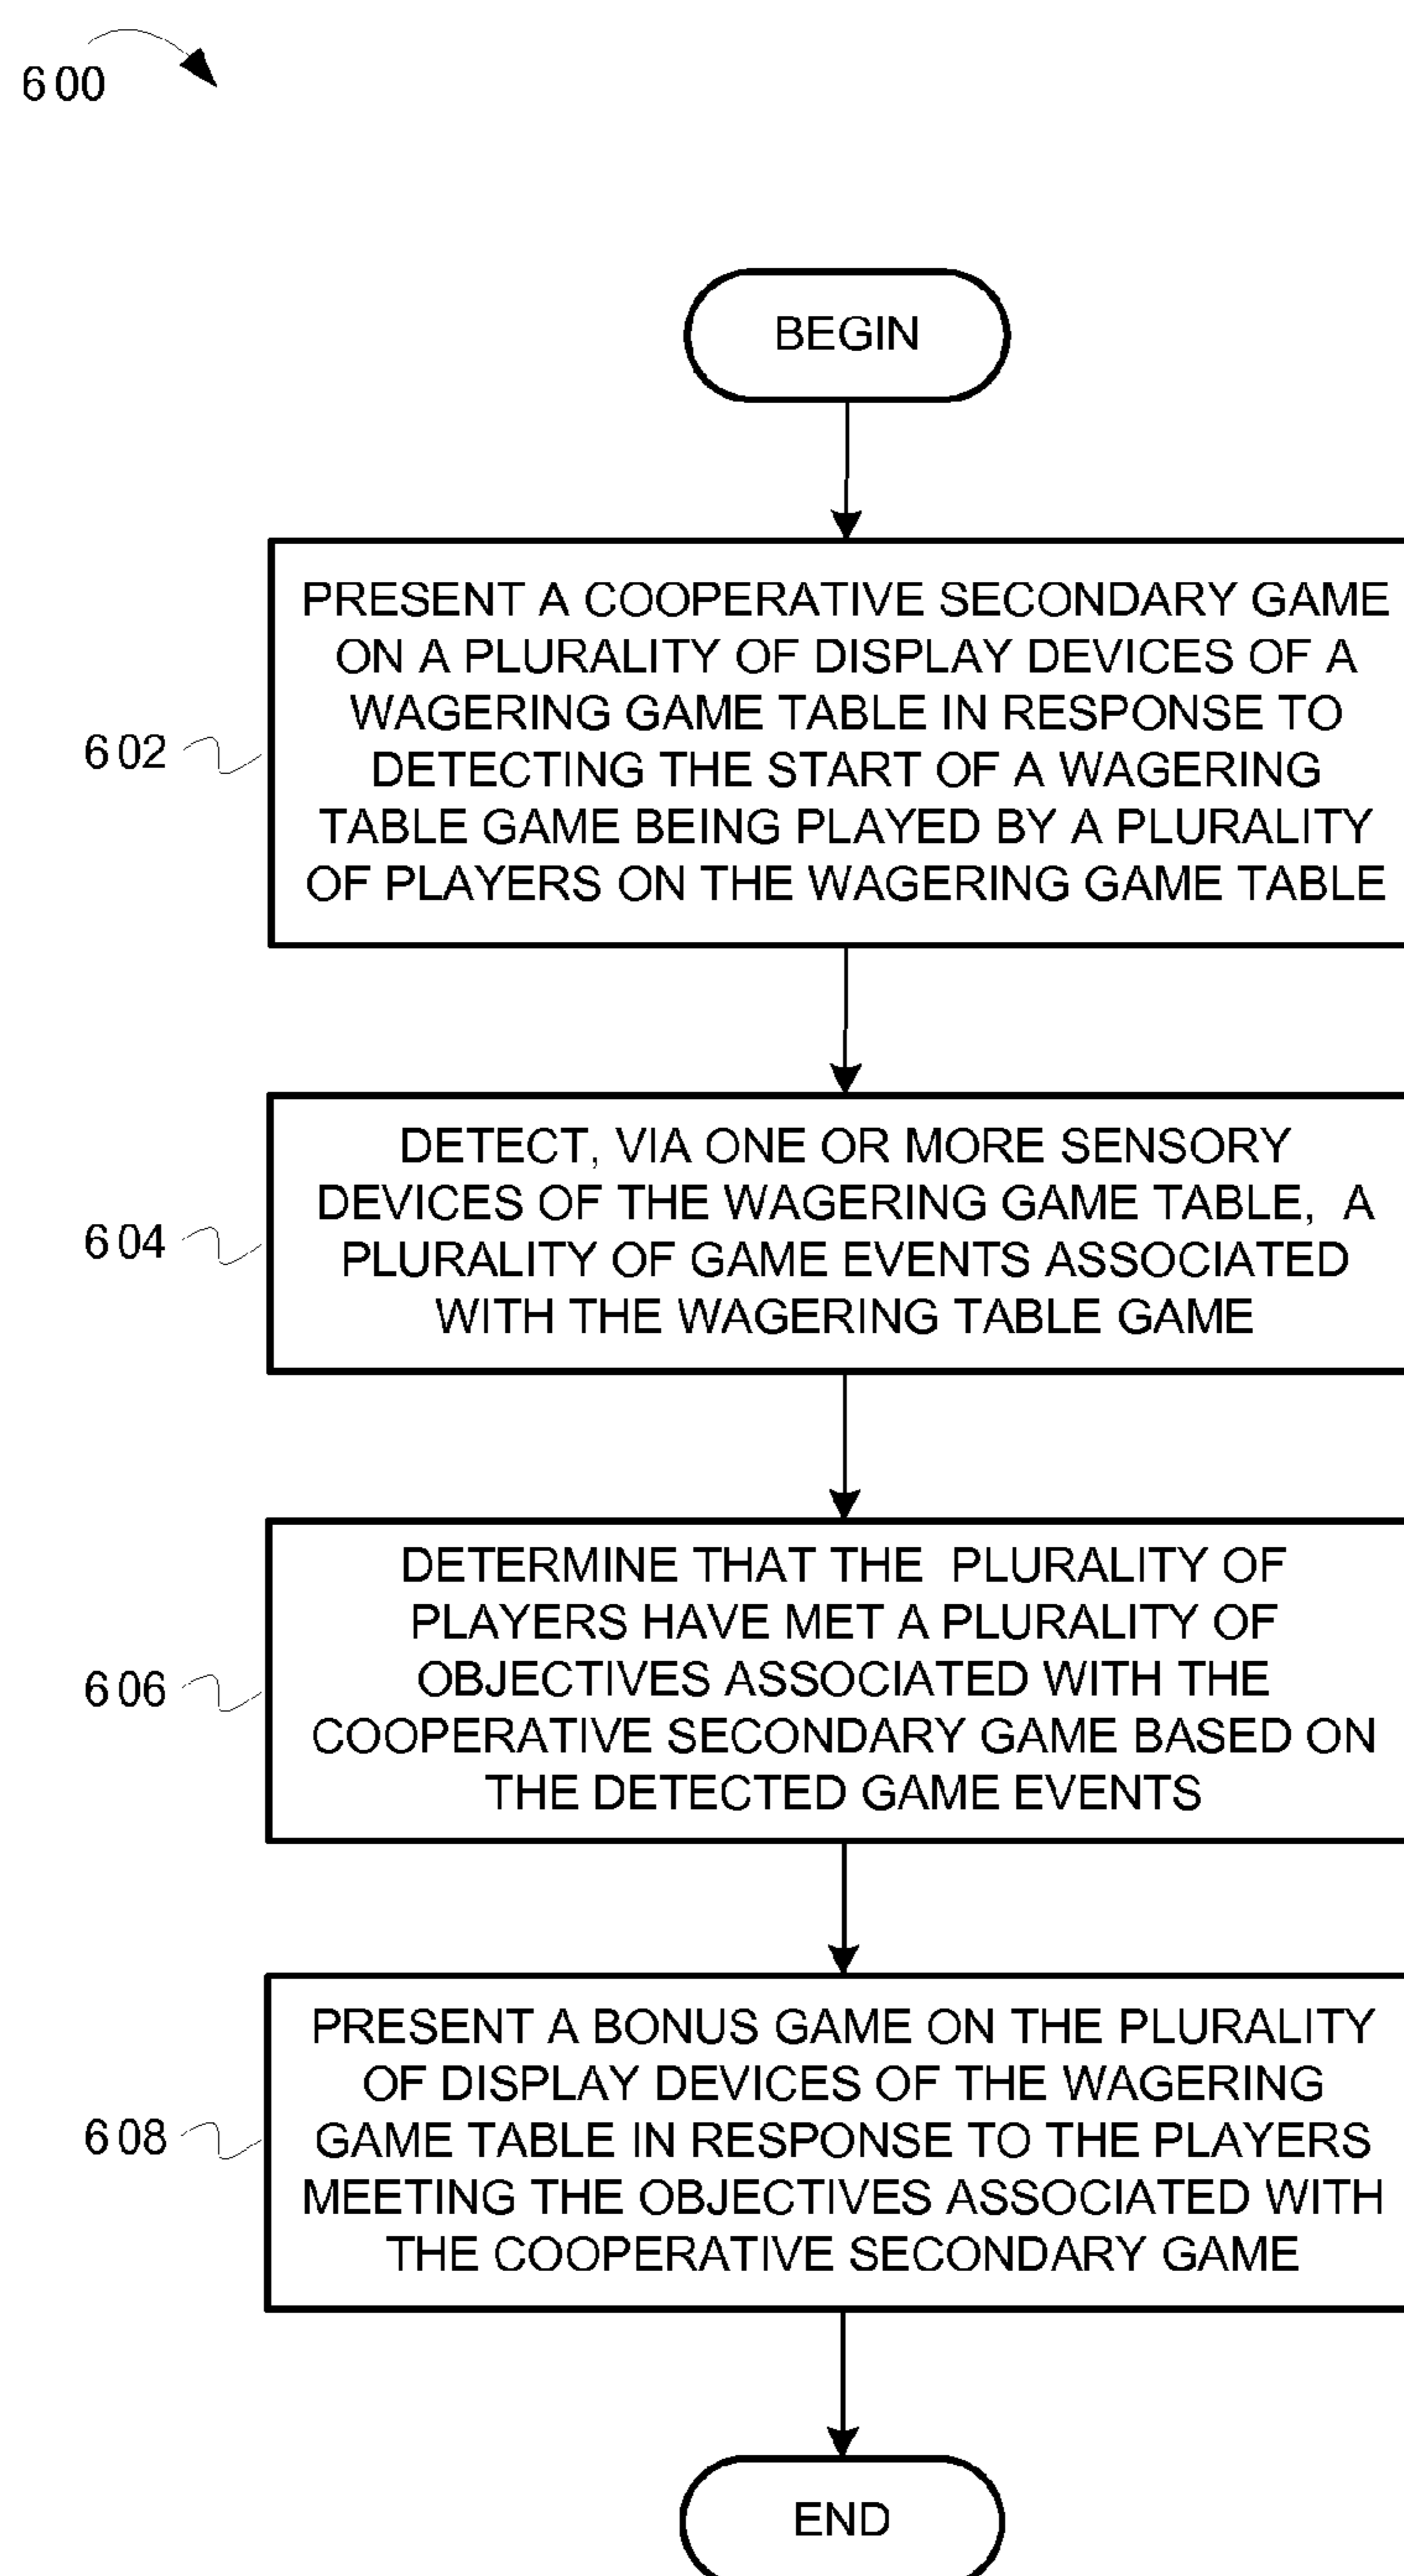 600
BEGIN
PRESENT A COOPERATIVE SECONDARY GAME
ON A PLURALITY OF DISPLAY DEVICES OF A
WAGERING GAME TABLE IN RESPONSE TO
DETECTING THE START OF A WAGERING
TABLE GAME BEING PLAYED BY A PLURALITY
OF PLAYERS ON THE WAGERING GAME TABLE
602
DETECT, VIA ONE OR MORE SENSORY
DEVICES OF THE WAGERING GAME TABLE, A
PLURALITY OF GAME EVENTS ASSOCIATED
WITH THE WAGERING TABLE GAME
604
DETERMINE THAT THE PLURALITY OF
PLAYERS HAVE MET A PLURALITY OF
OBJECTIVES ASSOCIATED WITH THE
COOPERATIVE SECONDARY GAME BASED ON
THE DETECTED GAME EVENTS
606
PRESENT A BONUS GAME ON THE PLURALITY
OF DISPLAY DEVICES OF THE WAGERING
GAME TABLE IN RESPONSE TO THE PLAYERS
MEETING THE OBJECTIVES ASSOCIATED WITH
THE COOPERATIVE SECONDARY GAME
608
END